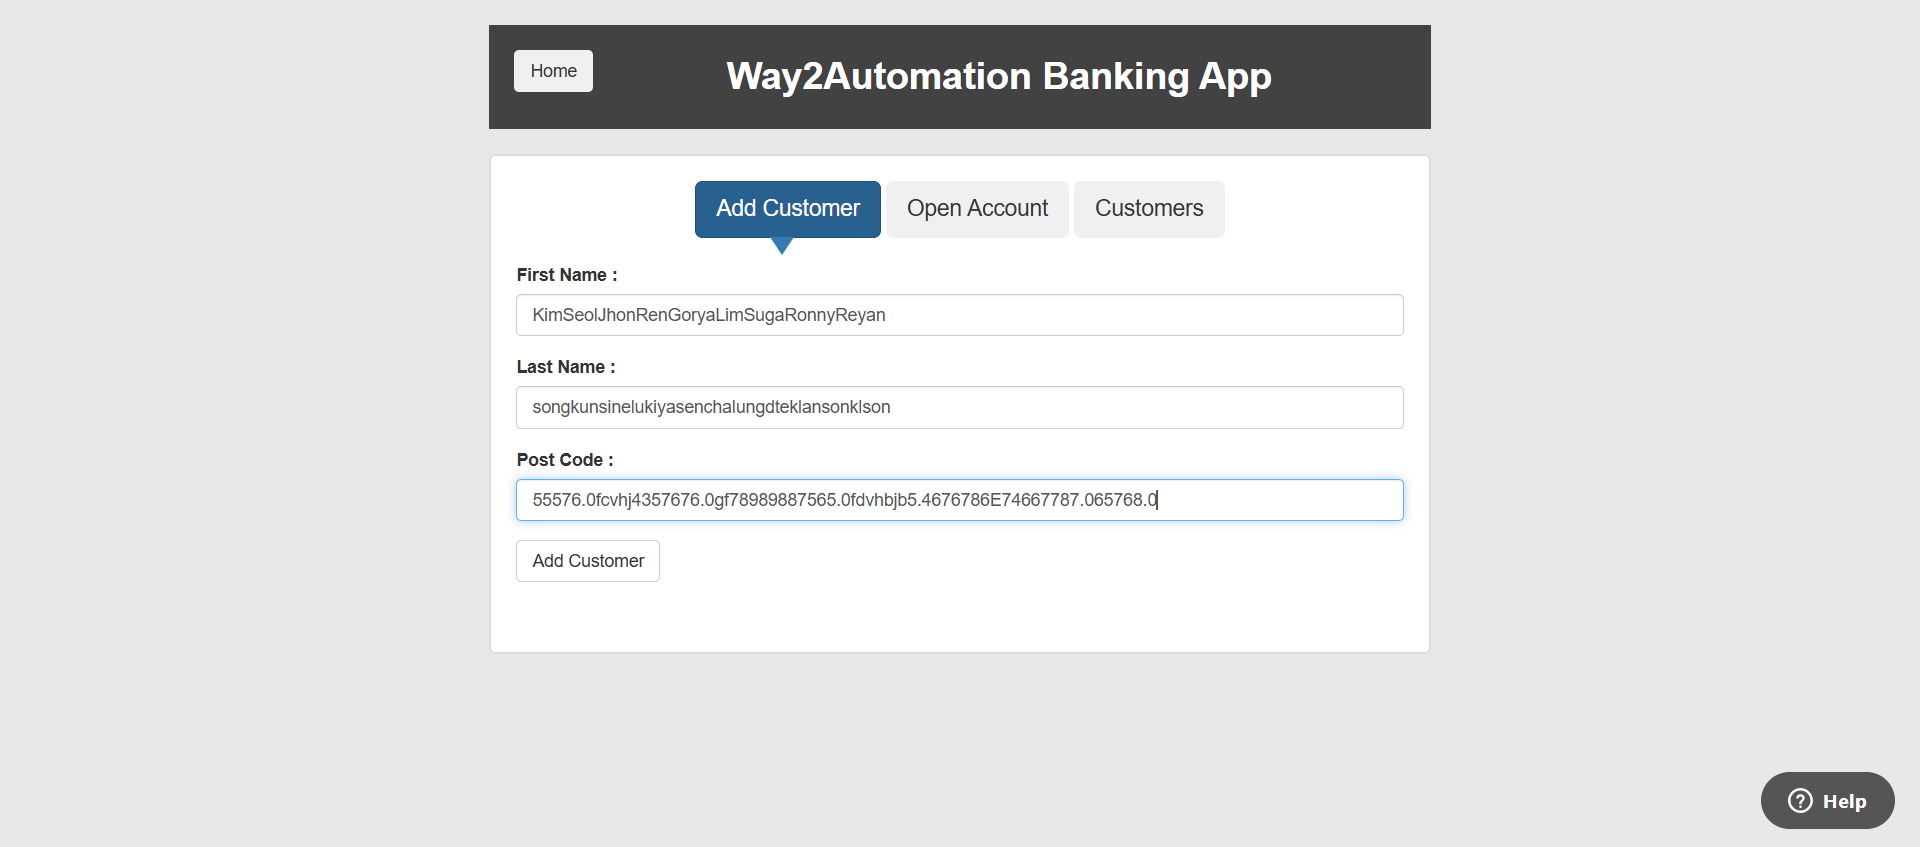 Home
Way2Automation Banking App
Add Customer
Open Account
Customers
First Name :
KimSeolJhonRenGoryaLimSugaRonnyReyan
Last Name :
songkunsinelukiyasenchalungdteklansonklson
Post Code :
55576.0fcvhj4357676.0gf78989887565.0fdvhbjb5.4676786E74667787.065768.0
Add Customer
Help